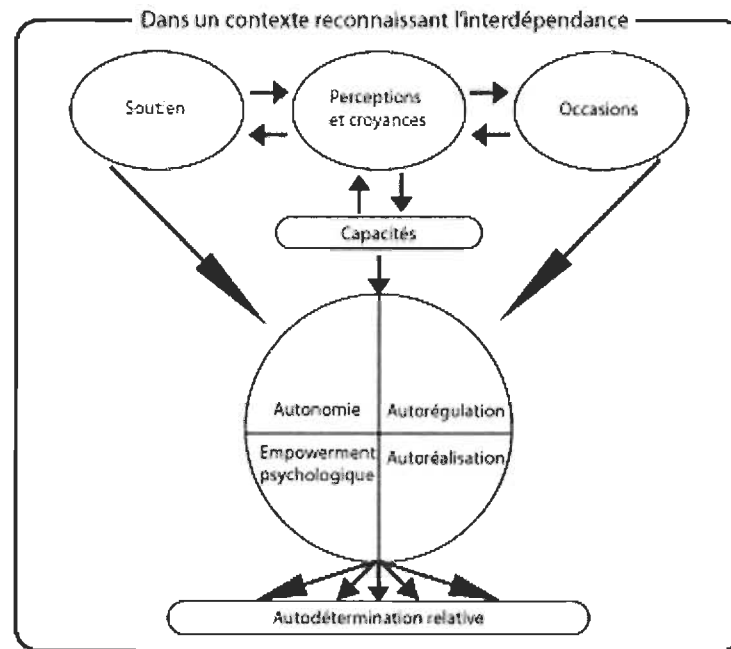 Dans un contexte reconnaissant l'interdépendance
Soutien
Perceptions
et croyances
Occasions
Capacités
Autonomie
Autorégulation
Empowerment
psychologique
Autoréalisation
Autodétermination relative